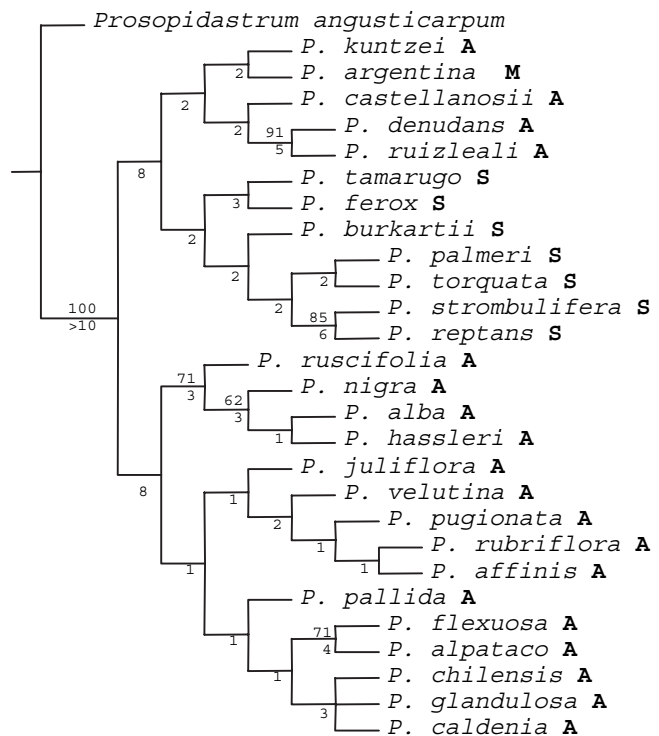 Prosopidastrum angusticarpum
P. kuntzei A
2
P. argentina M
2
P. castellanosii A
2
91
P. denudans A
5
P. ruizleali A
8
P. tamarugo S
3
P. ferox S
2
P. burkartii S
2
P. palmeri S
2
P. torquata S
2
100
85
P. strombulifera S
>10
6
P. reptans S
P. ruscifolia A
71
3
62
P. nigra A
3
P. alba A
1
P. hassleri A
8
P. juliflora A
1
P. velutina A
2
P. pugionata A
1
P. rubriflora A
1
P. affinis A
1
P. pallida A
1
71
P. flexuosa A
4
P. alpataco A
1
P. chilensis A
P. glandulosa A
3
P. caldenia A